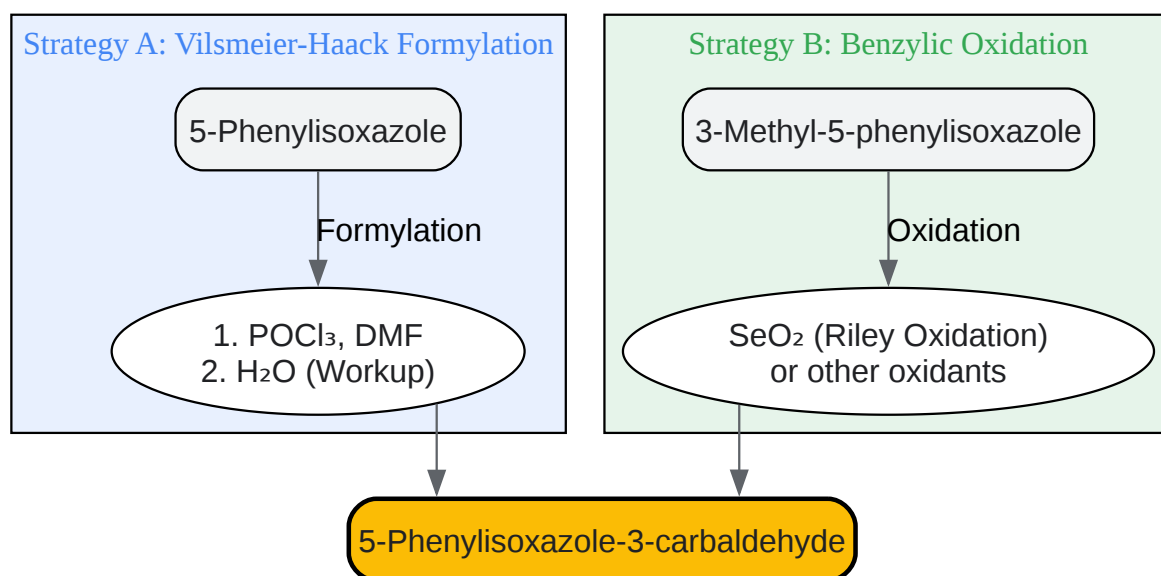 Strategy A: Vilsmeier-Haack Formylation
5-Phenylisoxazole
Formylation
1. POCl₃, DMF
2. H₂O (Workup)
Strategy B: Benzylic Oxidation
3-Methyl-5-phenylisoxazole
Oxidation
SeO₂ (Riley Oxidation)
or other oxidants
5-Phenylisoxazole-3-carbaldehyde